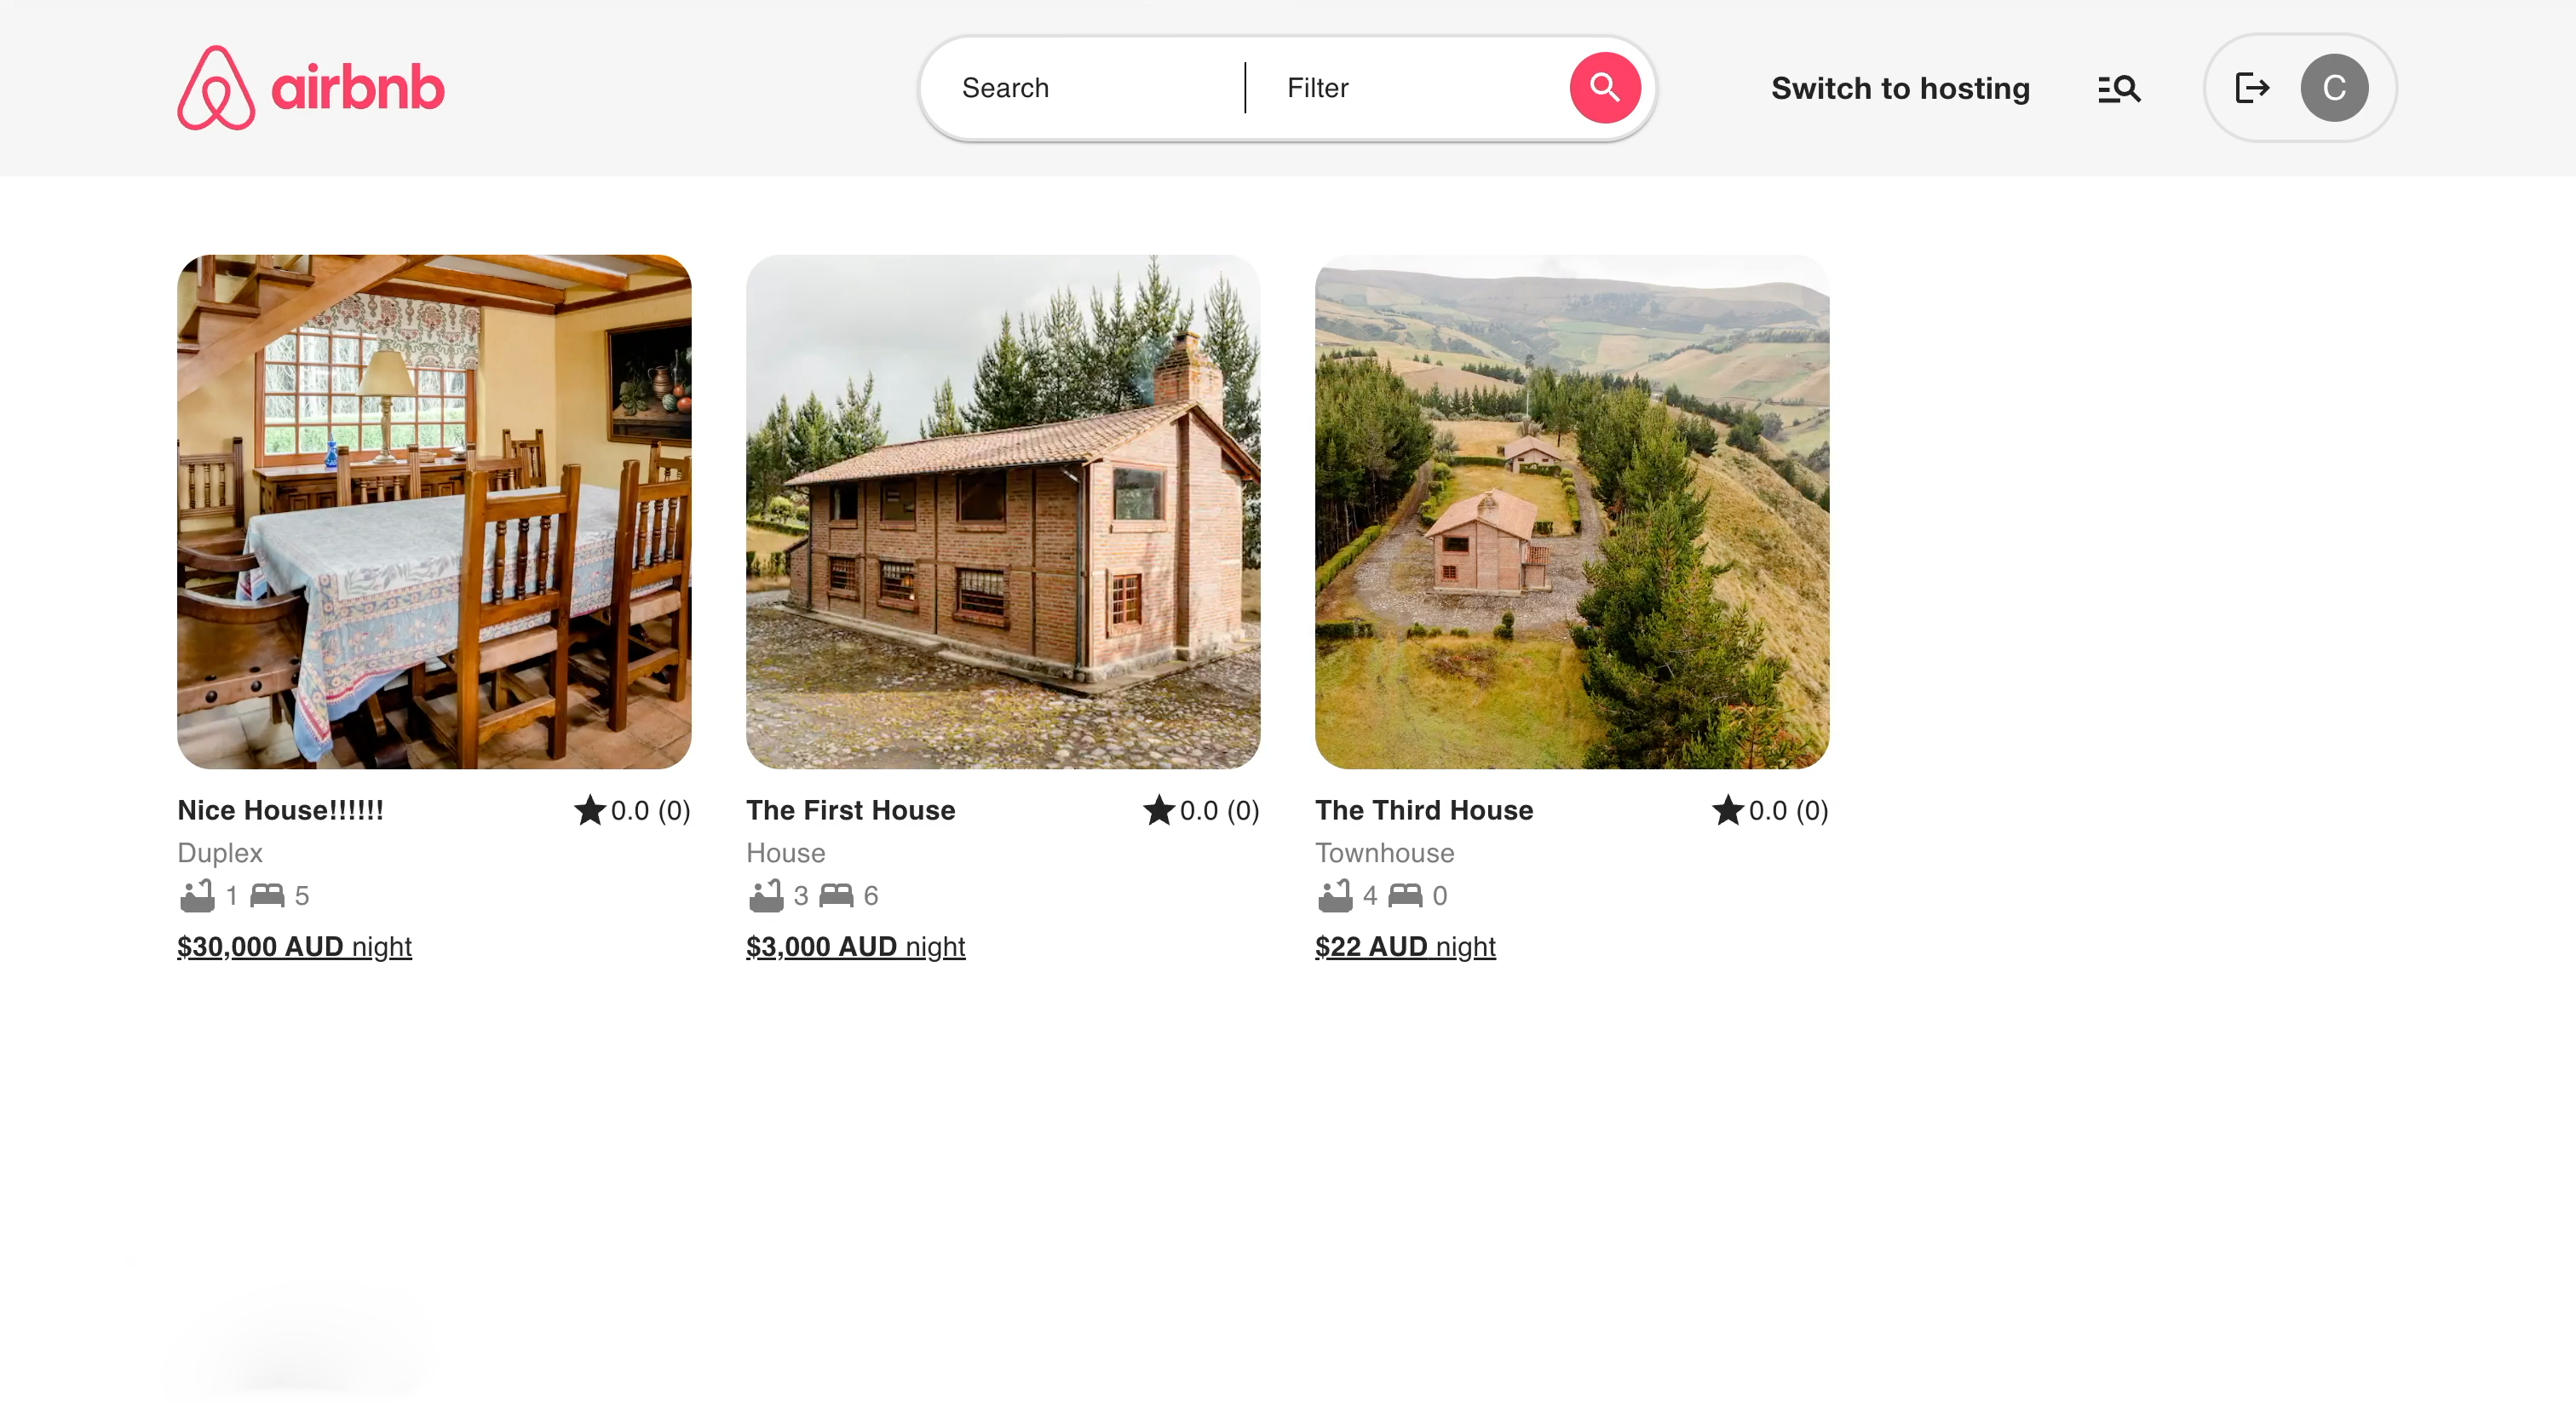 airbnb
Search
Filter
Switch to hosting
C
Nice House!!!!!!
0.0 (0)
Duplex
1 5
$30,000 AUD night
The First House
0.0 (0)
House
3 6
$3,000 AUD night
The Third House
0.0 (0)
Townhouse
4 0
$22 AUD night